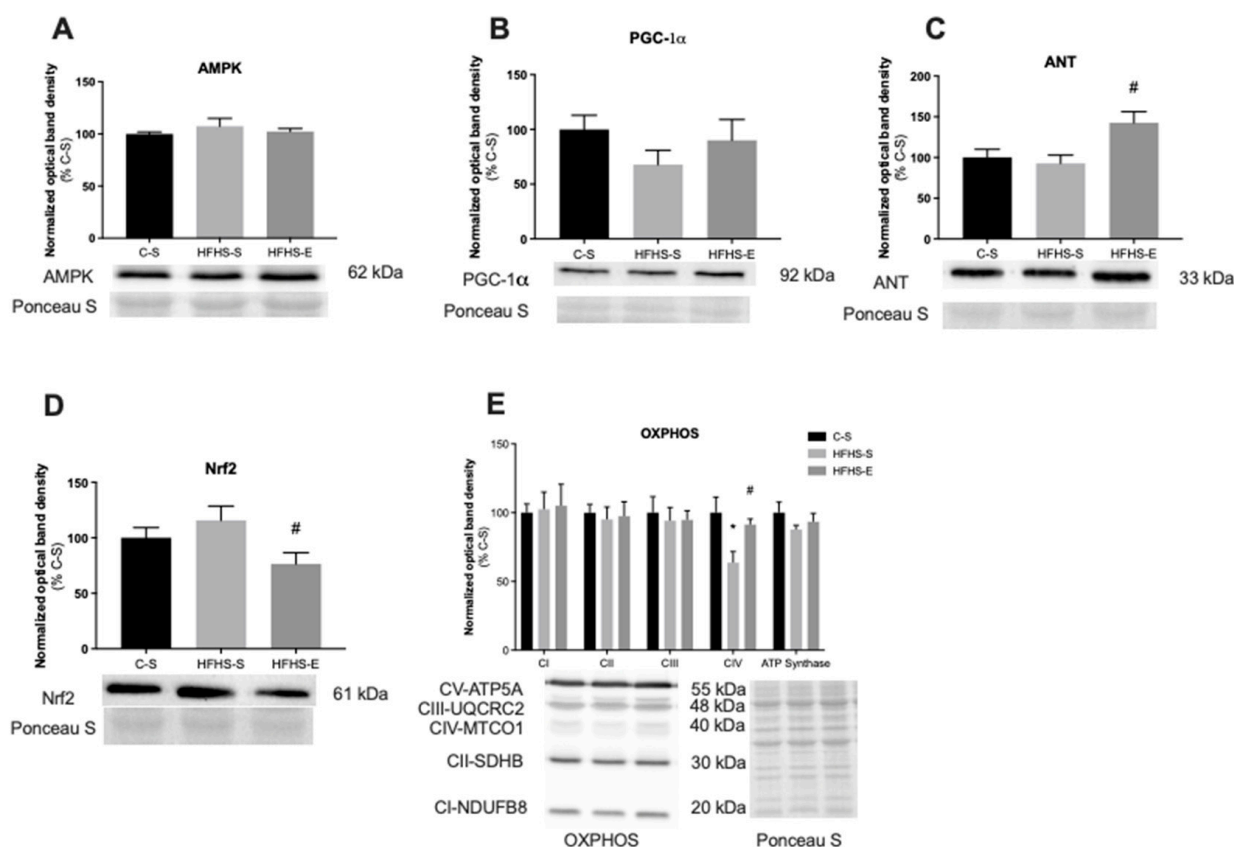 A
AMPK
Normalized optical band density
(% C-S)
150
100
50
0
C-S HFHS-S HFHS-E
AMPK
62 kDa
Ponceau S
B
PGC-1α
Normalized optical band density
(% C-S)
150
100
50
0
C-S HFHS-S HFHS-E
PGC-1α
92 kDa
Ponceau S
C
ANT
Normalized optical band density
(% C-S)
200
150
100
50
0
#
C-S HFHS-S HFHS-E
ANT
33 kDa
Ponceau S
D
Nrf2
Normalized optical band density
(% C-S)
150
100
50
0
#
C-S HFHS-S HFHS-E
Nrf2
61 kDa
Ponceau S
E
OXPHOS
C-S
HFHS-S
HFHS-E
Normalized optical band density
(% C-S)
150
100
50
0
* #
CI CII CIII CIV ATP Synthase
CV-ATP5A 55 kDa
CIII-UQCRC2 48 kDa
CIV-MTCO1 40 kDa
CII-SDHB 30 kDa
CI-NDUFB8 20 kDa
OXPHOS Ponceau S